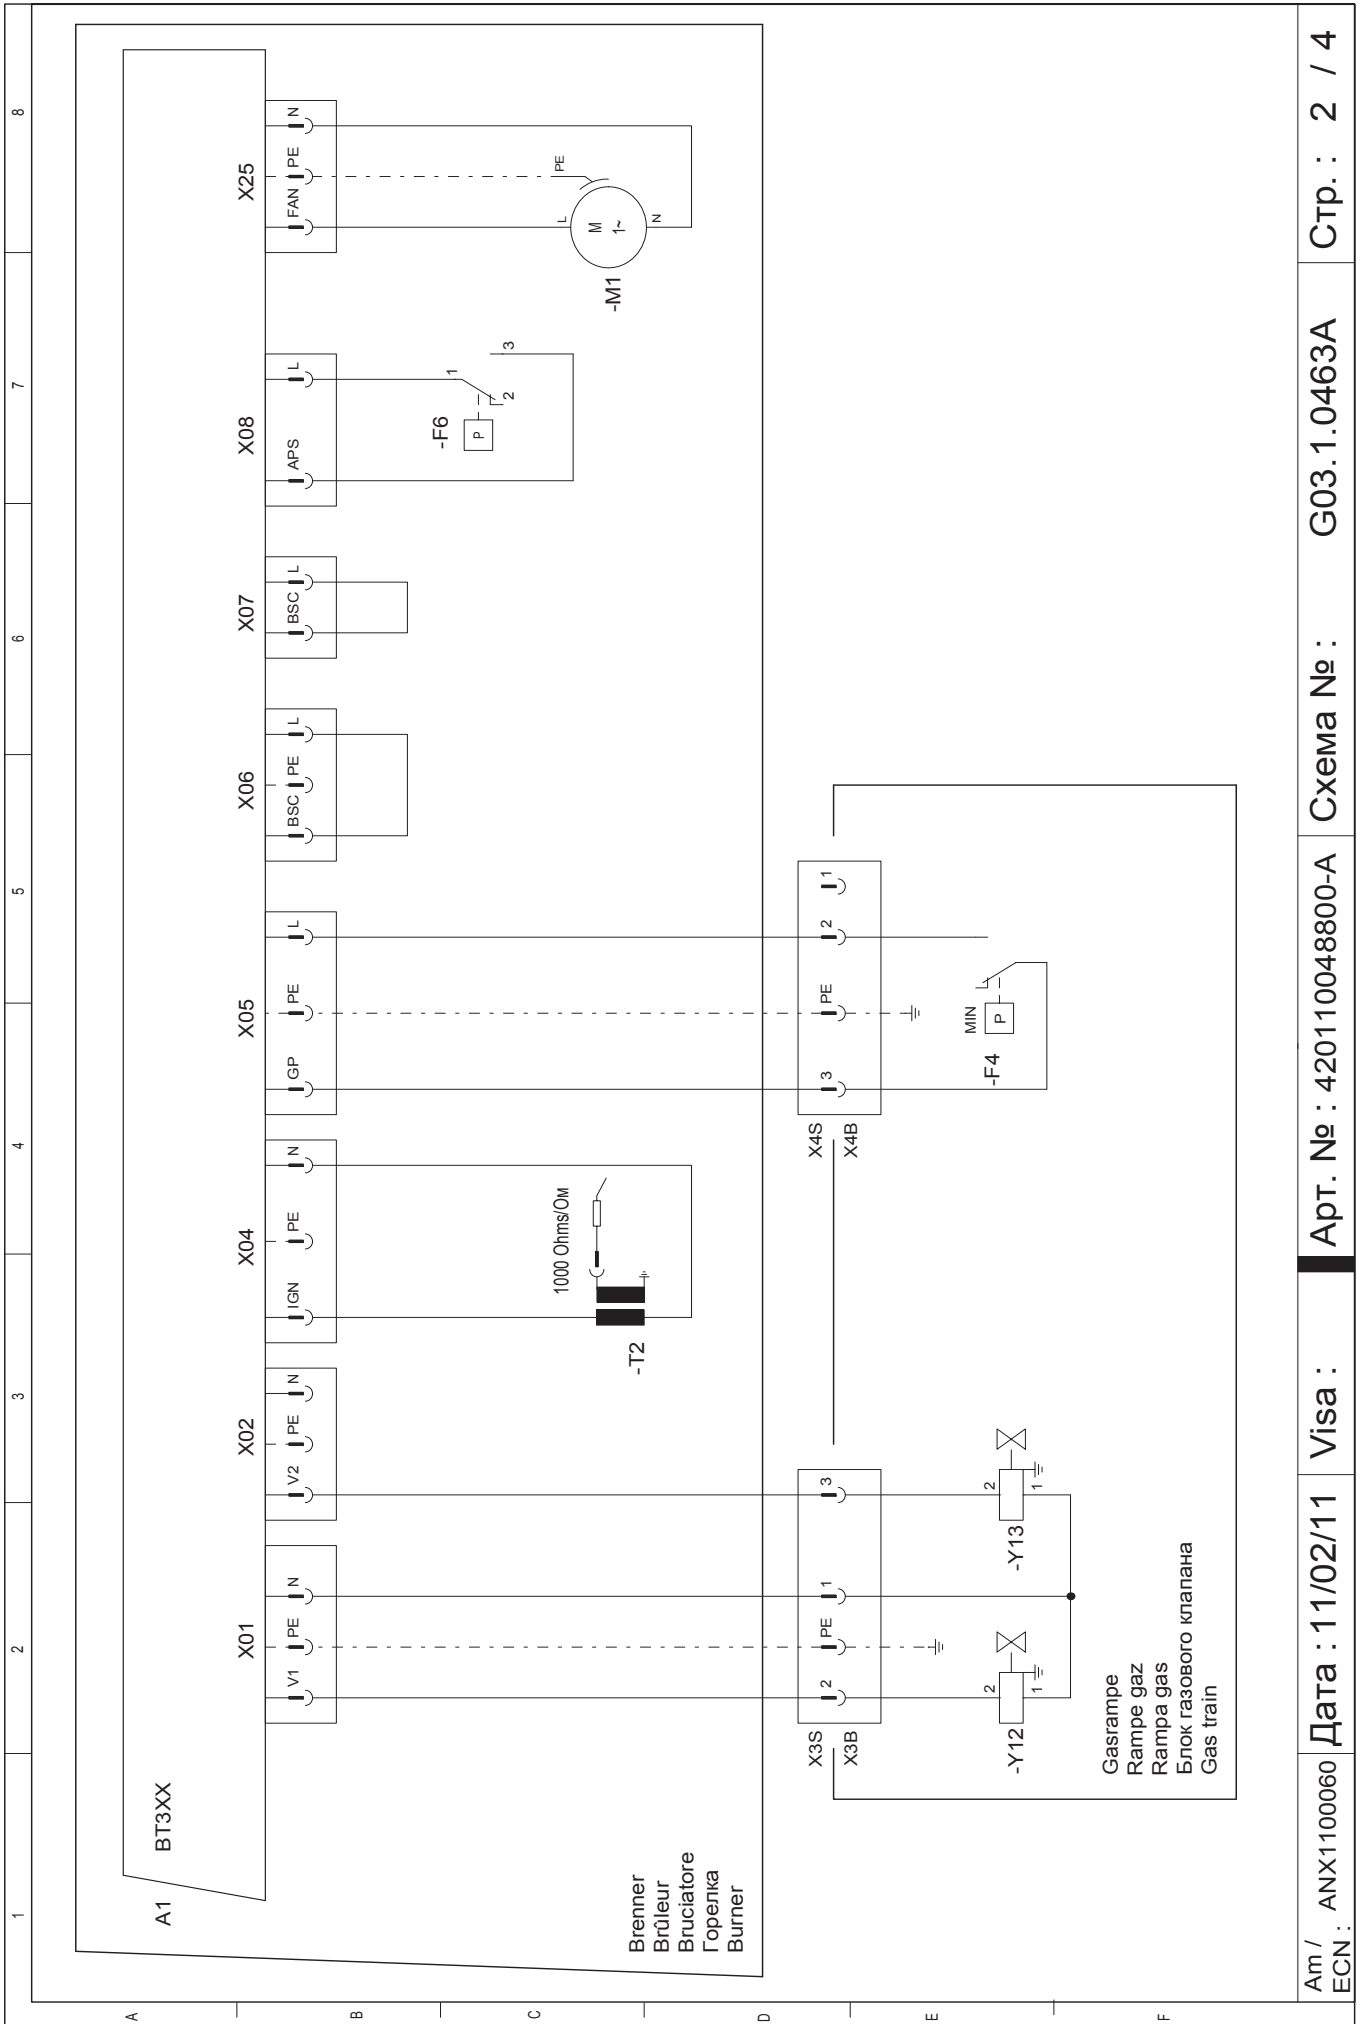 1 2 3 4 5 6 7 8
A
B
C
D
E
F
A1 BT3XX
X01 X02 X04 X05 X06 X07 X08 X25
V1 PE N
V2 PE N
IGN PE N
GP PE L
BSC PE L
BSC L
APS L
FAN PE N
1000 Ohms/Ом
-T2
-F6
P
1
2
3
-M1
M
1~
L
N
PE
Brenner
Brûleur
Bruciatore
Горелка
Burner
X3S
X3B
2 PE 1 3
X4S
X4B
3 PE 2 1
-Y12
2
1
-Y13
2
1
-F4
MIN
P
Gasrampe
Rampe gaz
Rampa gas
Блок газового клапана
Gas train
Am /
ECN : ANX1100060
Дата : 11/02/11
Visa :
Арт. № : 420110048800-A
Схема № : G03.1.0463A
Стр. : 2 / 4